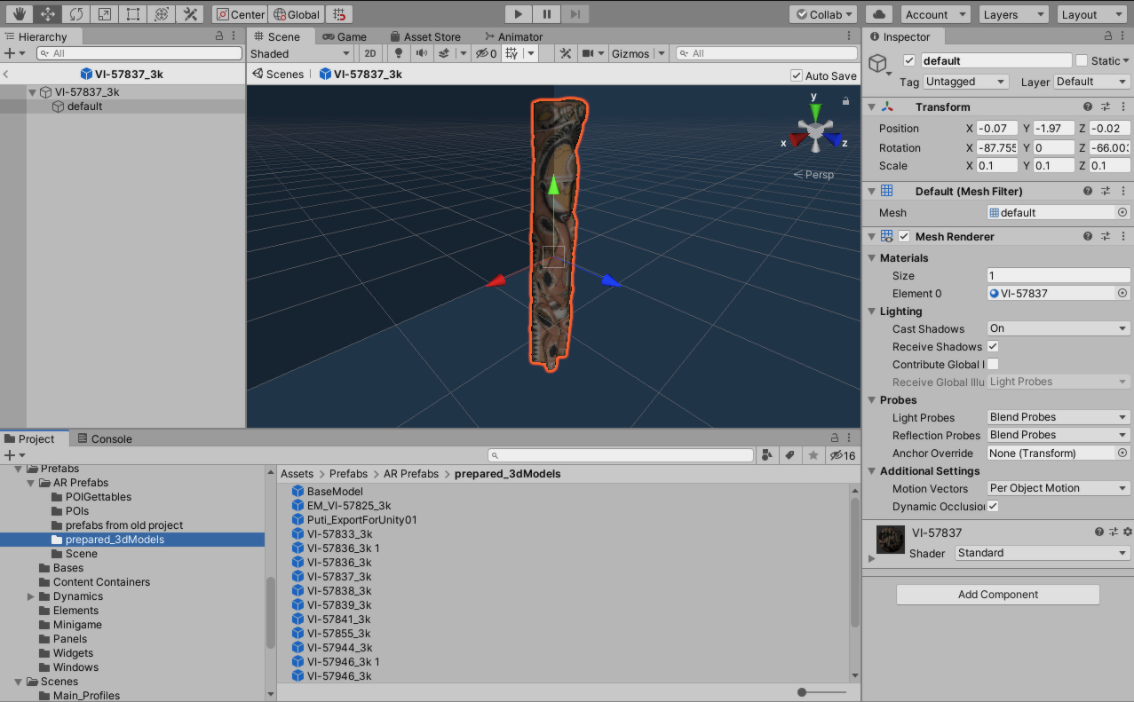 Center Global Collab Account Layers Layout
Hierarchy
All
VI-57837_3k
VI-57837_3k
default
Scene Game Asset Store Animator
Shaded 2D 0 Gizmos All
Scenes VI-57837_3k Auto Save
y
x z
Persp
Inspector
default Static
Tag Untagged Layer Default
Transform
Position X -0.07 Y -1.97 Z -0.02
Rotation X -87.755 Y 0 Z -66.003
Scale X 0.1 Y 0.1 Z 0.1
Default (Mesh Filter)
Mesh default
Mesh Renderer
Materials
Size 1
Element 0 VI-57837
Lighting
Cast Shadows On
Receive Shadows
Contribute Global I
Receive Global Illu Light Probes
Probes
Light Probes Blend Probes
Reflection Probes Blend Probes
Anchor Override None (Transform)
Additional Settings
Motion Vectors Per Object Motion
Dynamic Occlusion
VI-57837
Shader Standard
Add Component
Project Console
16
Prefabs
AR Prefabs
POIGettables
POIs
prefabs from old project
prepared_3dModels
Scene
Bases
Content Containers
Dynamics
Elements
Minigame
Panels
Widgets
Windows
Scenes
Main_Profiles
Assets > Prefabs > AR Prefabs > prepared_3dModels
BaseModel
EM_VI-57825_3k
Puti_ExportForUnity01
VI-57833_3k
VI-57836_3k 1
VI-57836_3k
VI-57837_3k
VI-57838_3k
VI-57839_3k
VI-57841_3k
VI-57855_3k
VI-57944_3k
VI-57946_3k 1
VI-57946_3k